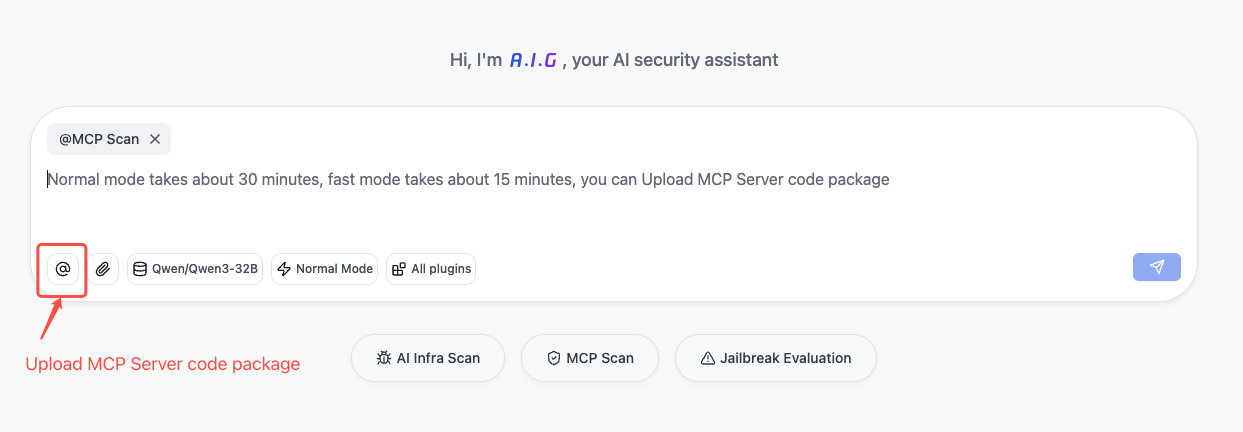 Hi, I'm A.I.G , your AI security assistant
@MCP Scan
Normal mode takes about 30 minutes, fast mode takes about 15 minutes, you can Upload MCP Server code package
@ Qwen/Qwen3-32B Normal Mode All plugins
Upload MCP Server code package
AI Infra Scan MCP Scan Jailbreak Evaluation